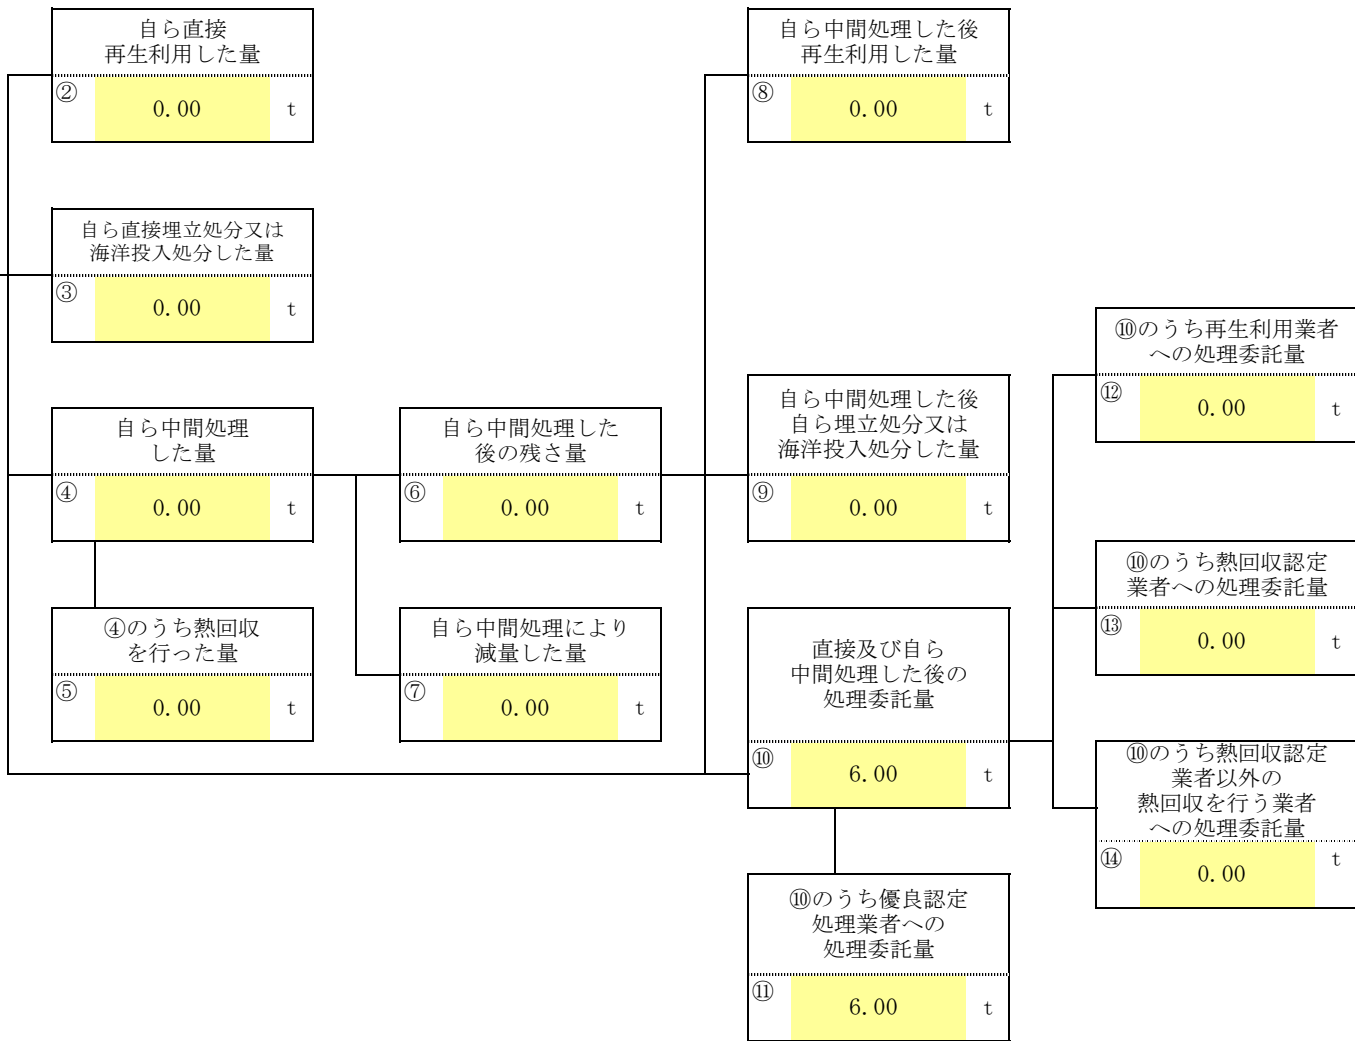 自ら直接
再生利用した量
② 0.00 t
自ら中間処理した後
再生利用した量
⑧ 0.00 t
自ら直接埋立処分又は
海洋投入処分した量
③ 0.00 t
⑩のうち再生利用業者
への処理委託量
⑫ 0.00 t
自ら中間処理
した量
④ 0.00 t
自ら中間処理した
後の残さ量
⑥ 0.00 t
自ら中間処理した後
自ら埋立処分又は
海洋投入処分した量
⑨ 0.00 t
⑩のうち熱回収認定
業者への処理委託量
⑬ 0.00 t
④のうち熱回収
を行った量
⑤ 0.00 t
自ら中間処理により
減量した量
⑦ 0.00 t
直接及び自ら
中間処理した後の
処理委託量
⑩ 6.00 t
⑩のうち熱回収認定
業者以外の
熱回収を行う業者
への処理委託量
⑭ 0.00 t
⑩のうち優良認定
処理業者への
処理委託量
⑪ 6.00 t